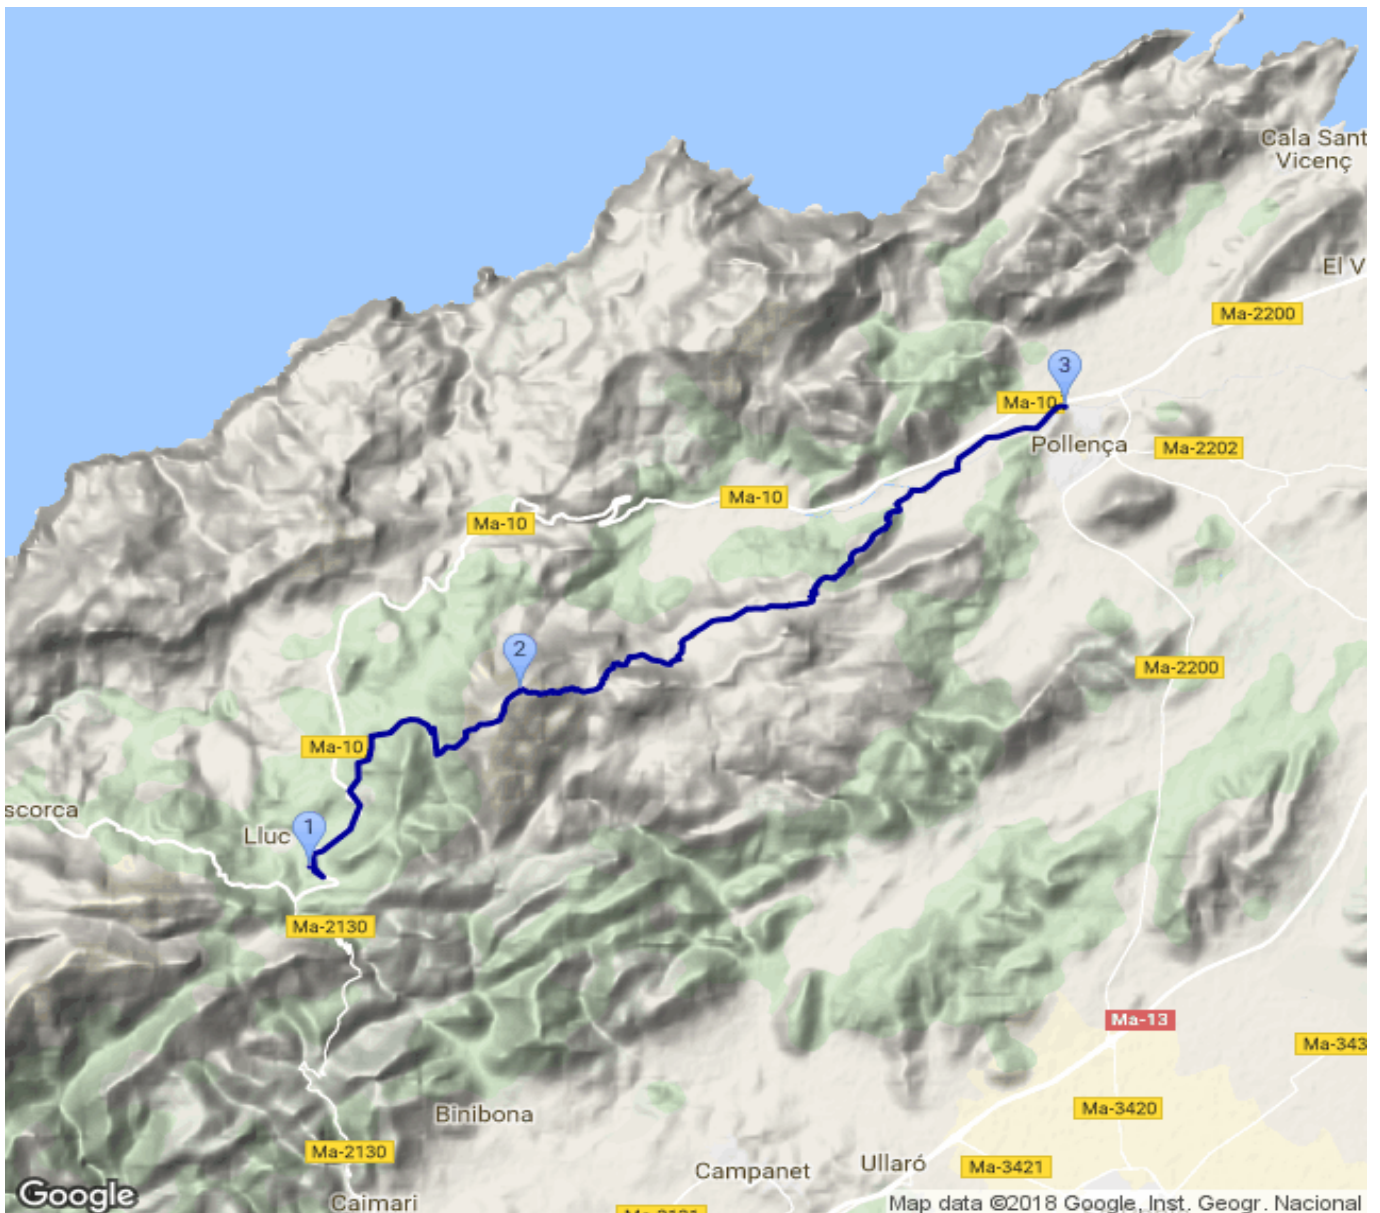 Cala Sant
Vicenç
El V
Ma-2200
3
Ma-10
Pollença
Ma-2202
Ma-10
Ma-10
2
Ma-2200
Ma-10
scorca
Lluc
1
Ma-2130
Ma-13
Ma-343
Binibona
Ma-3420
Ma-2130
Campanet
Ullaró
Ma-3421
Google
Caimari
Map data ©2018 Google, Inst. Geogr. Nacional